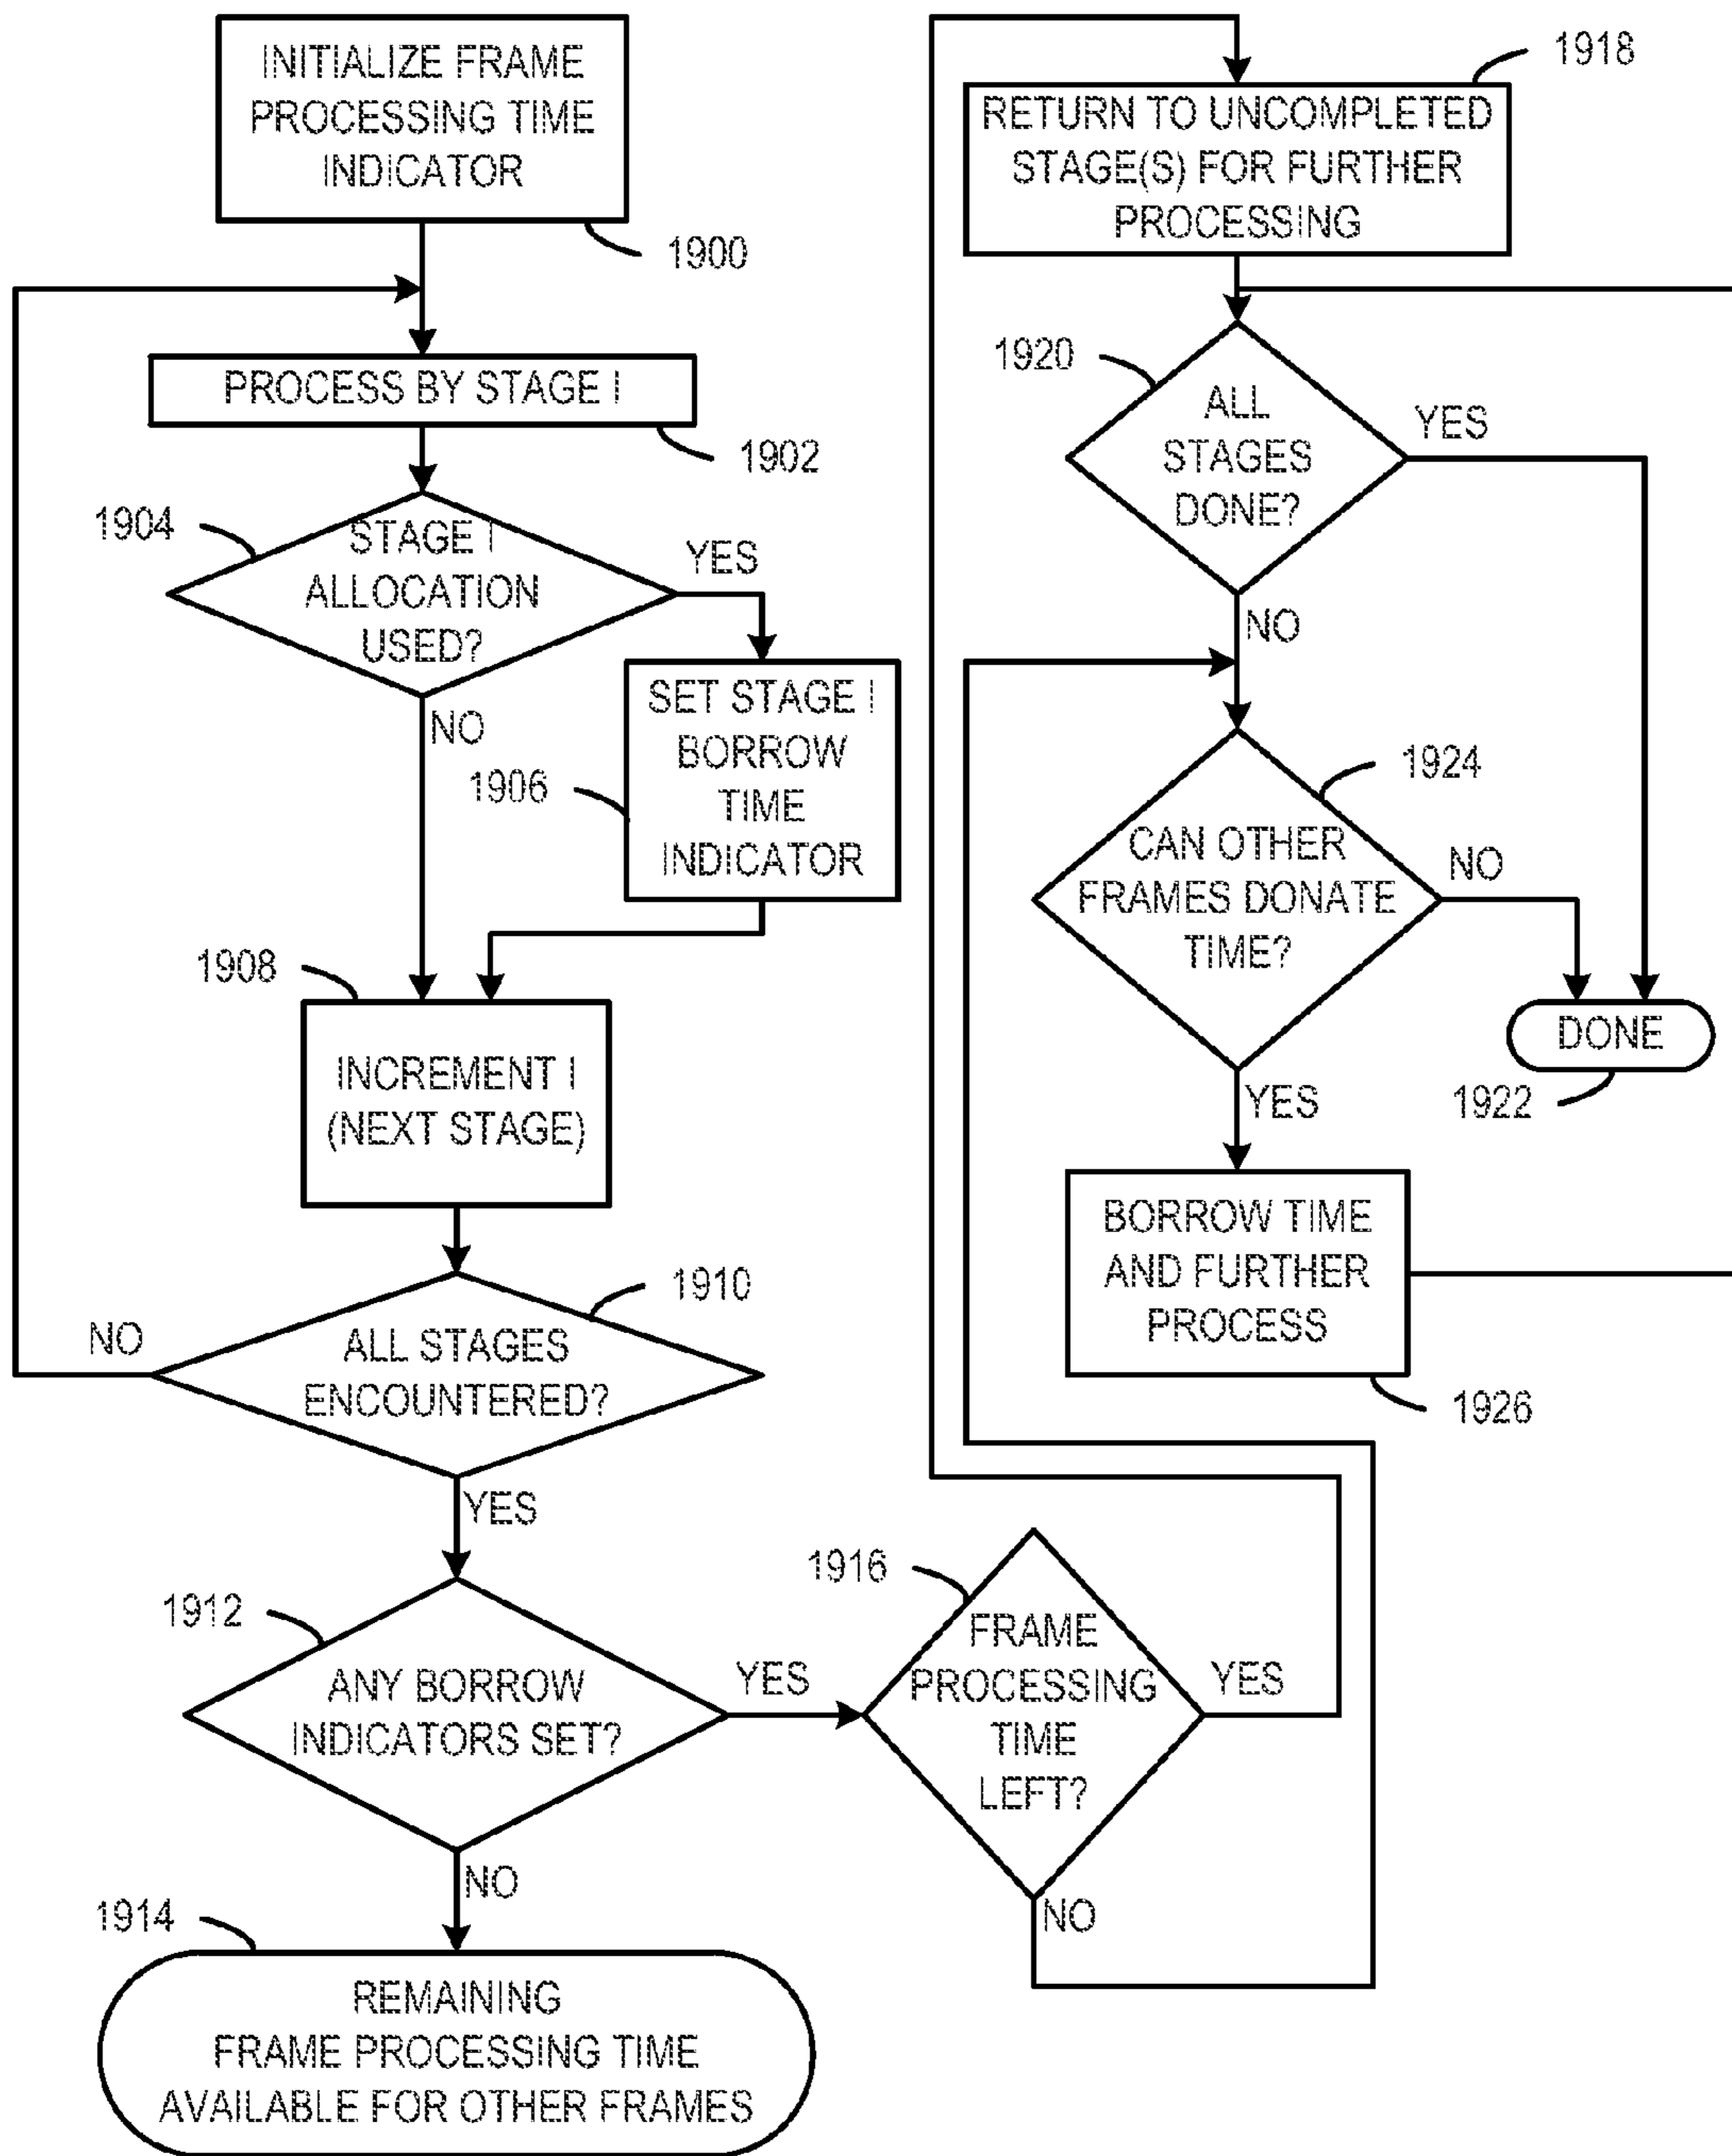 INITIALIZE FRAME
PROCESSING TIME
INDICATOR
1900
PROCESS BY STAGE I
1902
1904
STAGE I
ALLOCATION
USED?
YES
NO
SET STAGE I
BORROW
TIME
INDICATOR
1906
1908
INCREMENT I
(NEXT STAGE)
1910
NO
ALL STAGES
ENCOUNTERED?
YES
1912
ANY BORROW
INDICATORS SET?
YES
NO
1914
REMAINING
FRAME PROCESSING TIME
AVAILABLE FOR OTHER FRAMES
1916
FRAME
PROCESSING
TIME
LEFT?
YES
NO
1918
RETURN TO UNCOMPLETED
STAGE(S) FOR FURTHER
PROCESSING
1920
ALL
STAGES
DONE?
YES
NO
1924
CAN OTHER
FRAMES DONATE
TIME?
NO
YES
DONE
1922
BORROW TIME
AND FURTHER
PROCESS
1926